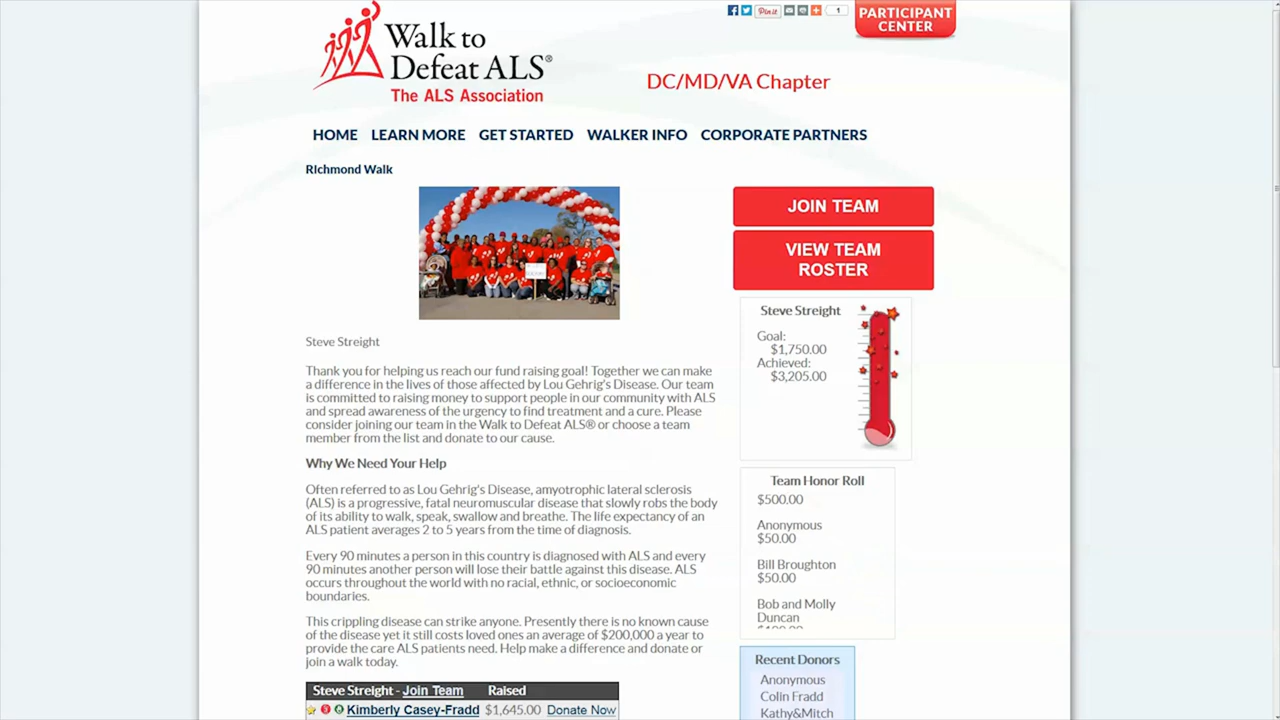 PARTICIPANT
CENTER
Pin it
1
Walk to
Defeat ALS®
The ALS Association
DC/MD/VA Chapter
HOME LEARN MORE GET STARTED WALKER INFO CORPORATE PARTNERS
Richmond Walk
JOIN TEAM
VIEW TEAM
ROSTER
Steve Streight
Thank you for helping us reach our fund raising goal! Together we can make
a difference in the lives of those affected by Lou Gehrig's Disease. Our team
is committed to raising money to support people in our community with ALS
and spread awareness of the urgency to find treatment and a cure. Please
consider joining our team in the Walk to Defeat ALS® or choose a team
member from the list and donate to our cause.
Why We Need Your Help
Often referred to as Lou Gehrig's Disease, amyotrophic lateral sclerosis
(ALS) is a progressive, fatal neuromuscular disease that slowly robs the body
of its ability to walk, speak, swallow and breathe. The life expectancy of an
ALS patient averages 2 to 5 years from the time of diagnosis.
Every 90 minutes a person in this country is diagnosed with ALS and every
90 minutes another person will lose their battle against this disease. ALS
occurs throughout the world with no racial, ethnic, or socioeconomic
boundaries.
This crippling disease can strike anyone. Presently there is no known cause
of the disease yet it still costs loved ones an average of $200,000 a year to
provide the care ALS patients need. Help make a difference and donate or
join a walk today.
Steve Streight - Join Team Raised
Kimberly Casey-Fradd $1,645.00 Donate Now
Steve Streight
Goal:
$1,750.00
Achieved:
$3,205.00
Team Honor Roll
$500.00
Anonymous
$50.00
Bill Broughton
$50.00
Bob and Molly
Duncan
Recent Donors
Anonymous
Colin Fradd
Kathy&Mitch